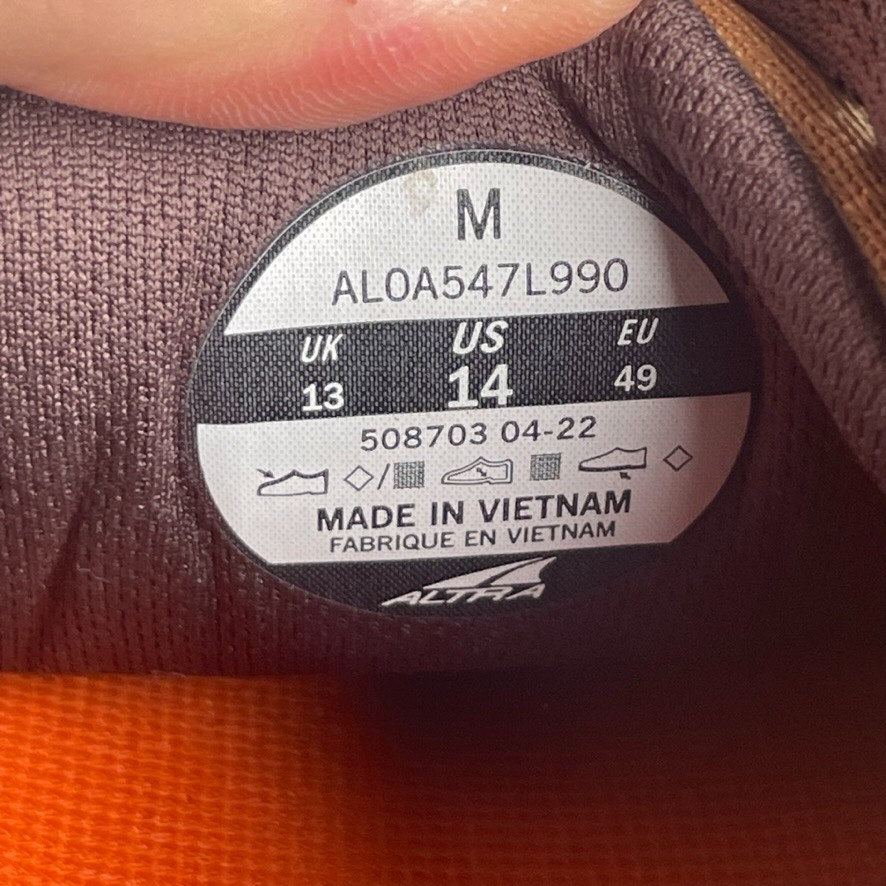 M
AL0A547L990
UK US EU
13 14 49
508703 04-22
MADE IN VIETNAM
FABRIQUE EN VIETNAM
ALTRA